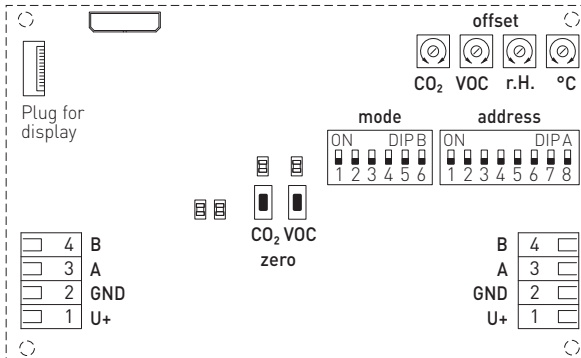 offset
CO₂ VOC r.H. °C
Plug for
display
mode address
ON DIP B ON DIP A
1 2 3 4 5 6 1 2 3 4 5 6 7 8
CO₂ VOC
zero
4 B B 4
3 A A 3
2 GND GND 2
1 U+ U+ 1